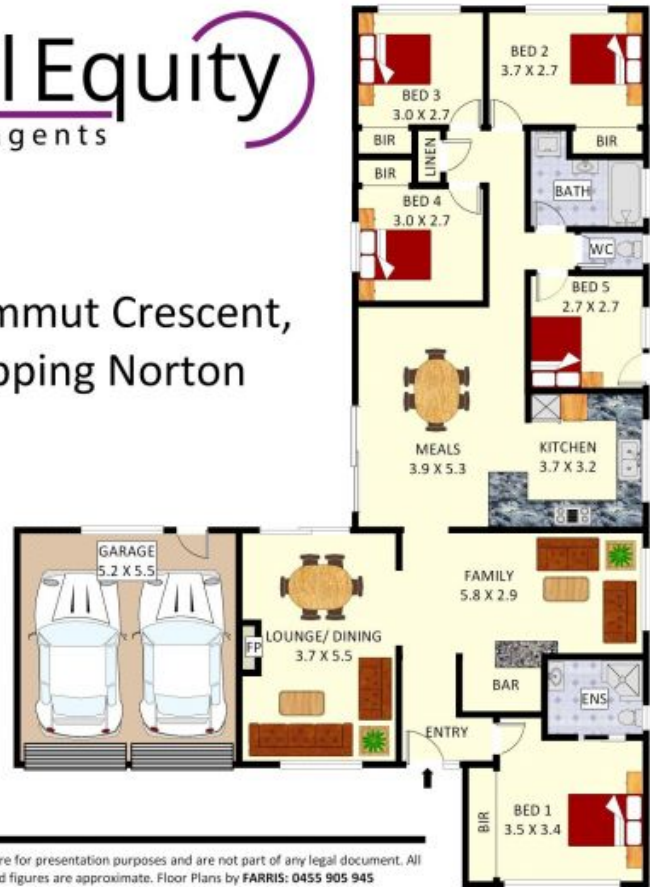 l Equity
gents
mmut Crescent,
pping Norton
BED 3
3.0 X 2.7
BED 2
3.7 X 2.7
BIR
LINEN
BIR
BIR
BATH
BED 4
3.0 X 2.7
WC
BED 5
2.7 X 2.7
MEALS
3.9 X 5.3
KITCHEN
3.7 X 3.2
GARAGE
5.2 X 5.5
FAMILY
5.8 X 2.9
FP
LOUNGE/ DINING
3.7 X 5.5
BAR
ENS
ENTRY
BIR
BED 1
3.5 X 3.4
re for presentation purposes and are not part of any legal document. All
d figures are approximate. Floor Plans by FARRIS: 0455 905 945